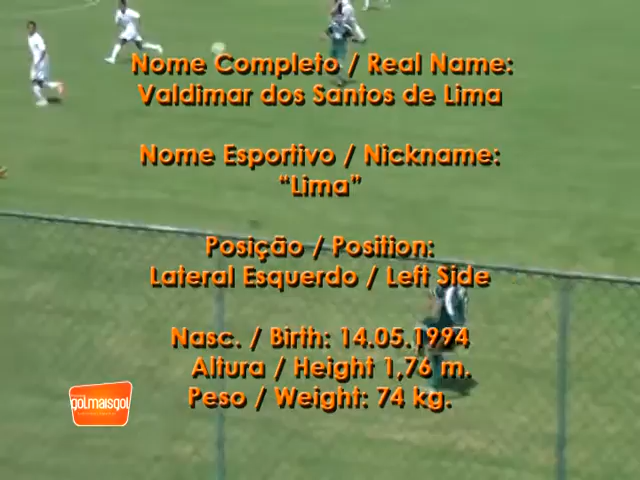 Nome Completo / Real Name:
Valdimar dos Santos de Lima
Nome Esportivo / Nickname:
“Lima”
Posição / Position:
Lateral Esquerdo / Left Side
Nasc. / Birth: 14.05.1994
Altura / Height 1,76 m.
Peso / Weight: 74 kg.
golmaisgol